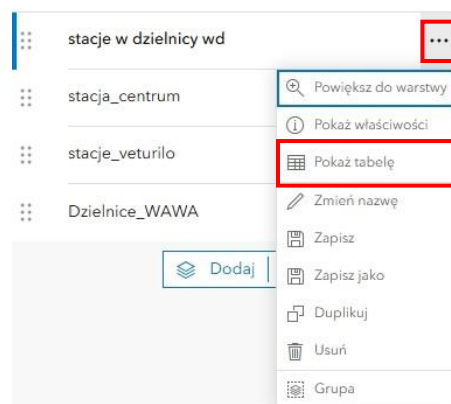 stacje w dzielnicy wd
...
stacja_centrum
Powiększ do warstwy
Pokaż właściwości
stacje_veturilo
Pokaż tabelę
Dzielnice_WAWA
Zmień nazwę
Zapisz
Dodaj
Zapisz jako
Duplikuj
Usuń
Grupa